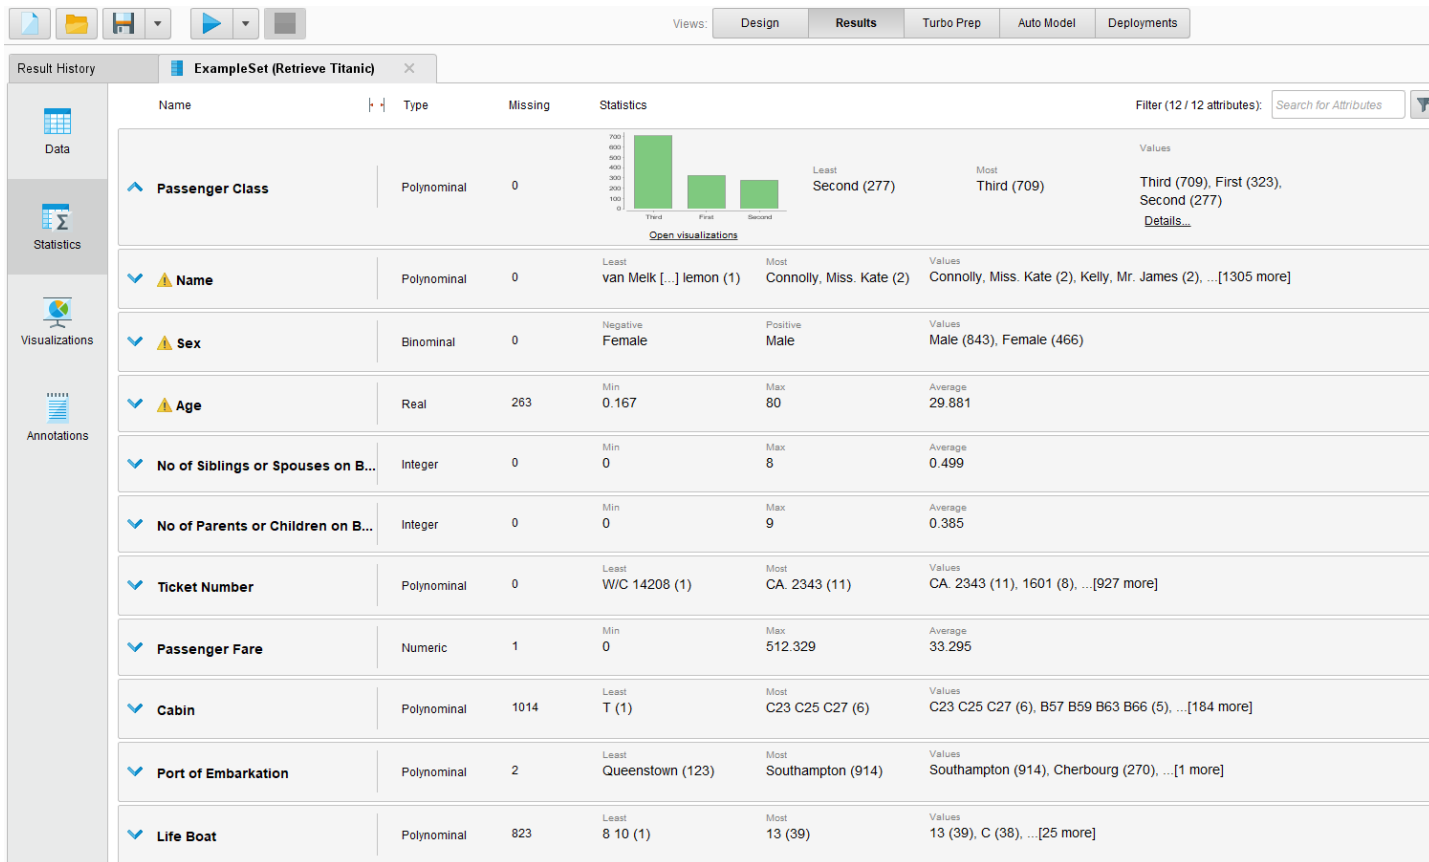 Views: Design Results Turbo Prep Auto Model Deployments
Result History ExampleSet (Retrieve Titanic)
Name Type Missing Statistics Filter (12 / 12 attributes): Search for Attributes
Data
Statistics
Visualizations
Annotations
Passenger Class Polynominal 0
700
600
500
400
300
200
100
0
Third First Second
Open visualizations
Least
Second (277)
Most
Third (709)
Values
Third (709), First (323),
Second (277)
Details...
Least Most Values
Name Polynominal 0 van Melk [...] lemon (1) Connolly, Miss. Kate (2) Connolly, Miss. Kate (2), Kelly, Mr. James (2), ...[1305 more]
Negative Positive Values
Sex Binominal 0 Female Male Male (843), Female (466)
Min Max Average
Age Real 263 0.167 80 29.881
Min Max Average
No of Siblings or Spouses on B... Integer 0 0 8 0.499
Min Max Average
No of Parents or Children on B... Integer 0 0 9 0.385
Least Most Values
Ticket Number Polynominal 0 W/C 14208 (1) CA. 2343 (11) CA. 2343 (11), 1601 (8), ...[927 more]
Min Max Average
Passenger Fare Numeric 1 0 512.329 33.295
Least Most Values
Cabin Polynominal 1014 T (1) C23 C25 C27 (6) C23 C25 C27 (6), B57 B59 B63 B66 (5), ...[184 more]
Least Most Values
Port of Embarkation Polynominal 2 Queenstown (123) Southampton (914) Southampton (914), Cherbourg (270), ...[1 more]
Least Most Values
Life Boat Polynominal 823 8 10 (1) 13 (39) 13 (39), C (38), ...[25 more]